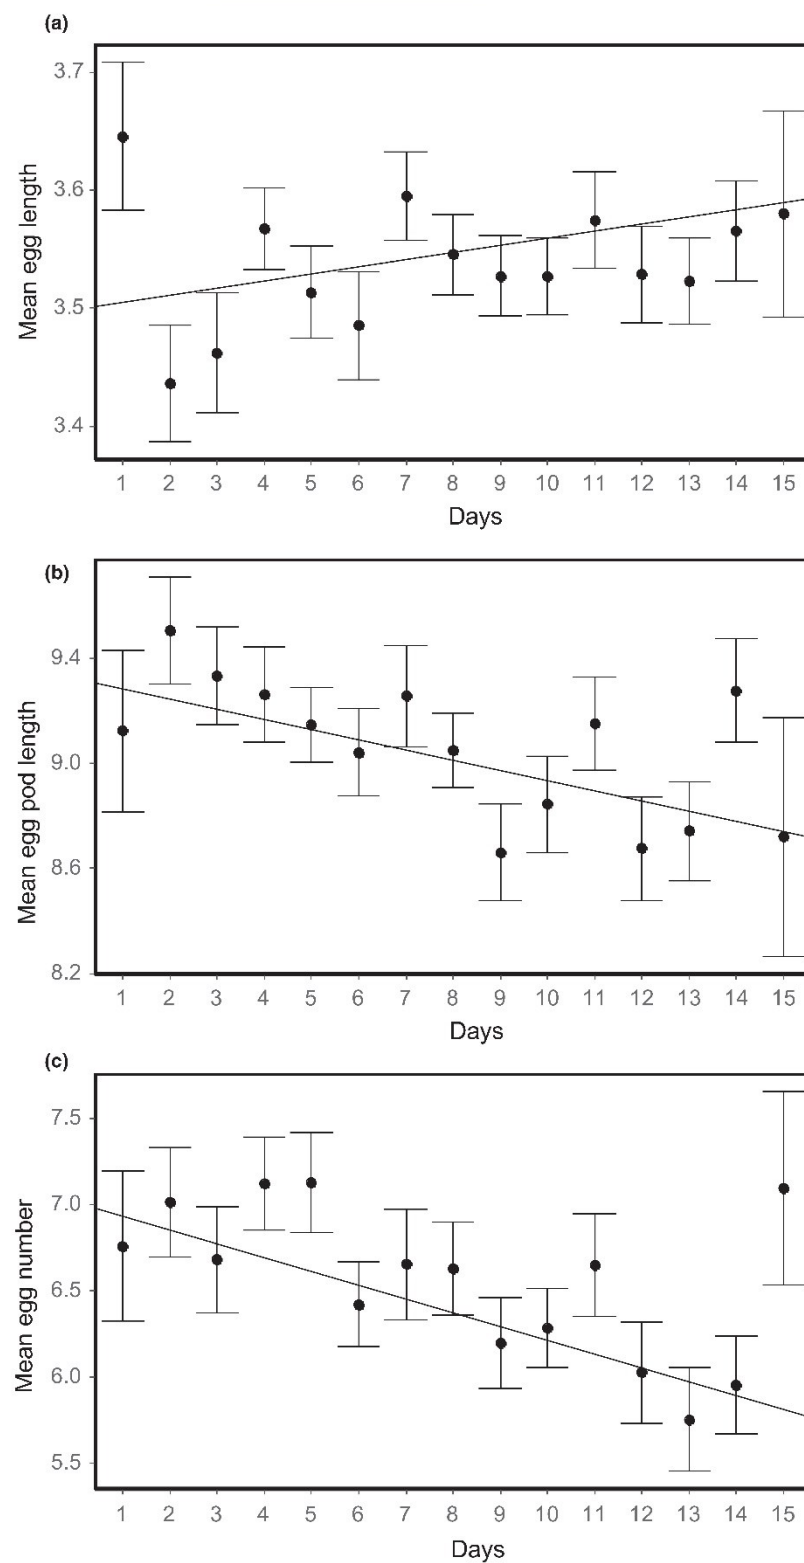 (a)
Mean egg length
3.7
3.6
3.5
3.4
1 2 3 4 5 6 7 8 9 10 11 12 13 14 15
Days
(b)
Mean egg pod length
9.4
9.0
8.6
8.2
1 2 3 4 5 6 7 8 9 10 11 12 13 14 15
Days
(c)
Mean egg number
7.5
7.0
6.5
6.0
5.5
1 2 3 4 5 6 7 8 9 10 11 12 13 14 15
Days